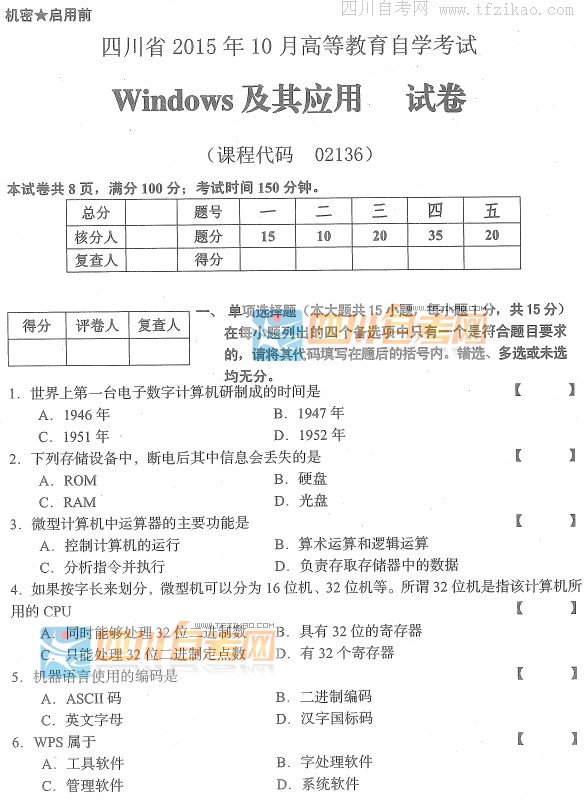 四川自考网
www.tfzikao.com
机密★启用前
四川省 2015 年 10 月高等教育自学考试
Windows 及其应用 试卷
（课程代码 02136）
本试卷共 8 页，满分 100 分；考试时间 150 分钟。
总分 题号 一 二 三 四 五
核分人 题分 15 10 20 35 20
复查人 得分
得分 评卷人 复查人
一、 单项选择题（本大题共 15 小题，每小题 1 分，共 15 分）
在每小题列出的四个备选项中只有一个是符合题目要求
的，请将其代码填写在题后的括号内。错选、多选或未选
均无分。
1．世界上第一台电子数字计算机研制成的时间是 【 】
A．1946 年 B．1947 年
C．1951 年 D．1952 年
2．下列存储设备中，断电后其中信息会丢失的是 【 】
A．ROM B．硬盘
C．RAM D．光盘
3．微型计算机中运算器的主要功能是 【 】
A．控制计算机的运行 B．算术运算和逻辑运算
C．分析指令并执行 D．负责存取存储器中的数据
4．如果按字长来划分，微型机可以分为 16 位机、32 位机等。所谓 32 位机是指该计算机所
用的 CPU 【 】
A．同时能够处理 32 位二进制数 B．具有 32 位的寄存器
C．只能处理 32 位二进制定点数 D．有 32 个寄存器
5．机器语言使用的编码是 【 】
A．ASCII 码 B．二进制编码
C．英文字母 D．汉字国标码
6．WPS 属于 【 】
A．工具软件 B．字处理软件
C．管理软件 D．系统软件